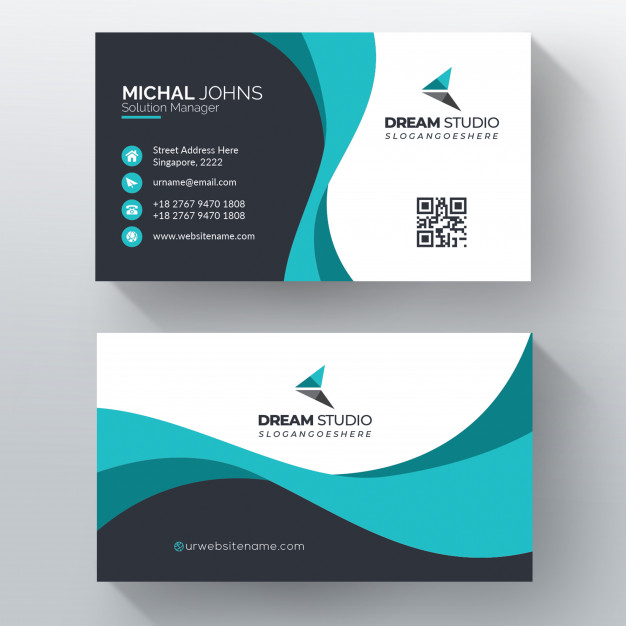 MICHAL JOHNS
Solution Manager
Street Address Here
Singapore, 2222
urname@email.com
+18 2767 9470 1808
+18 2767 9470 1808
www.websitename.com
DREAM STUDIO
SLOGANGOESHERE
DREAM STUDIO
SLOGANGOESHERE
urwebsitename.com